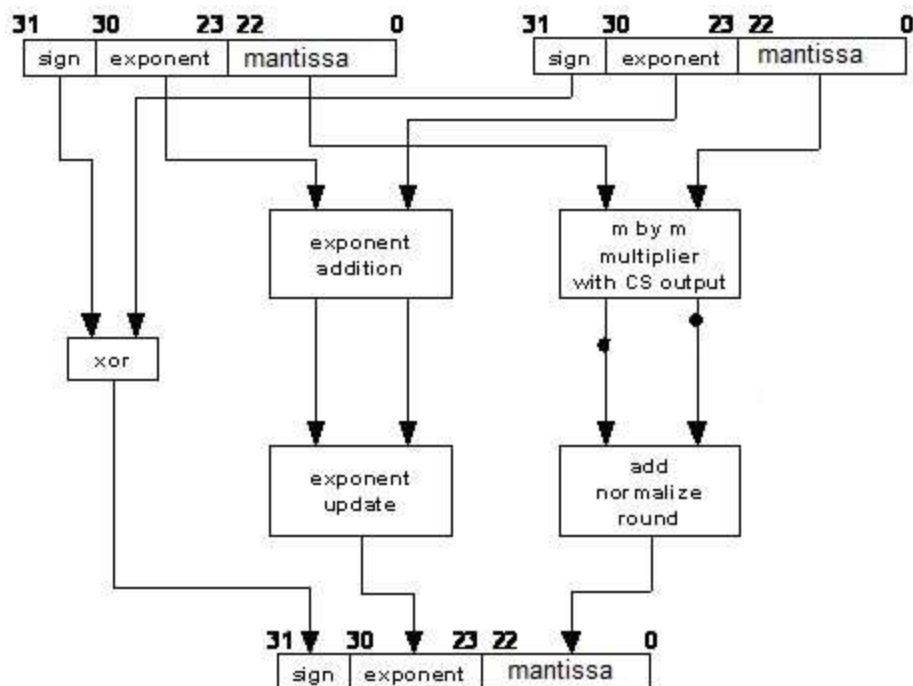 31 30 23 22 0
sign exponent mantissa
31 30 23 22 0
sign exponent mantissa
exponent
addition
m by m
multiplier
with CS output
xor
exponent
update
add
normalize
round
31 30 23 22 0
sign exponent mantissa